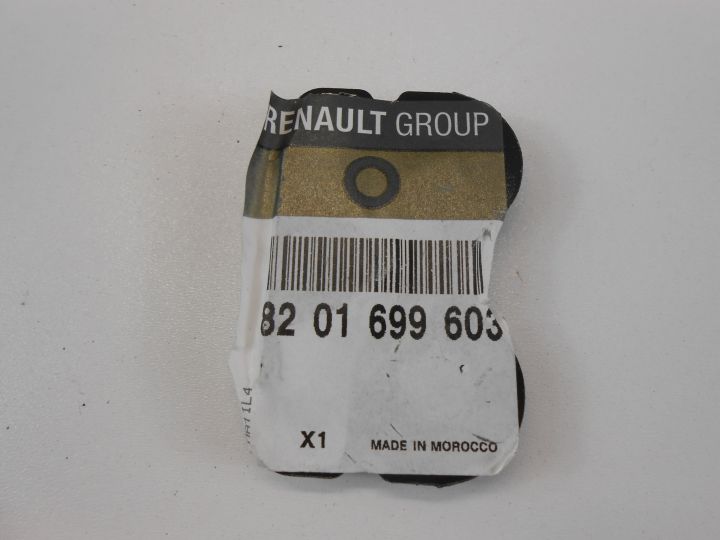 RENAULT GROUP
82 01 699 603
X1 MADE IN MOROCCO